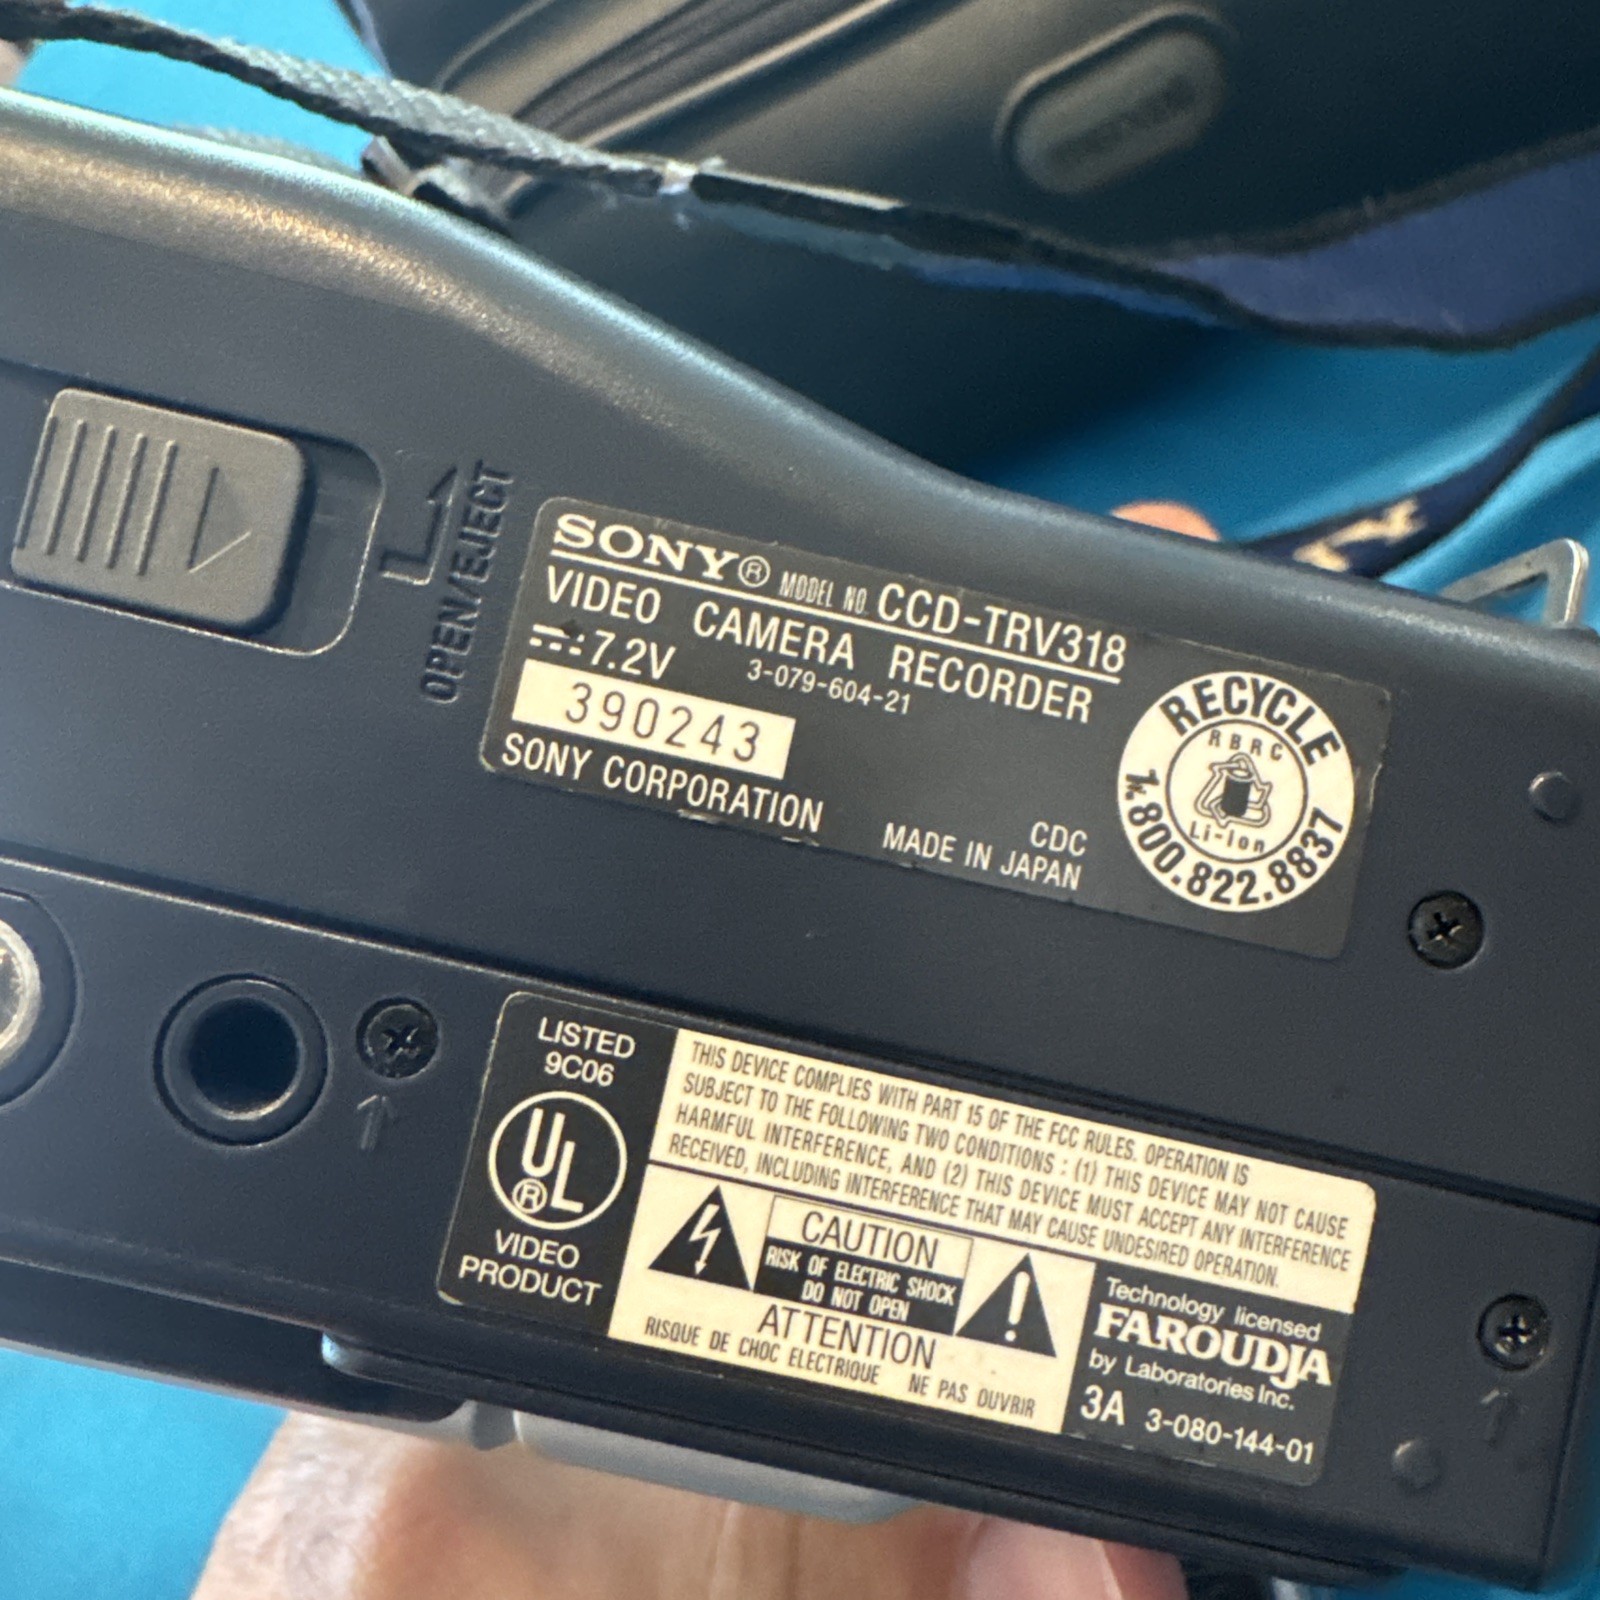 OPEN/EJECT
SONY® MODEL NO. CCD-TRV318
VIDEO CAMERA RECORDER
7.2V 3-079-604-21
390243
SONY CORPORATION
CDC
MADE IN JAPAN
RECYCLE
RBRC
Li-Ion
1.800.822.8837
LISTED
9C06
UL®
VIDEO
PRODUCT
THIS DEVICE COMPLIES WITH PART 15 OF THE FCC RULES. OPERATION IS
SUBJECT TO THE FOLLOWING TWO CONDITIONS : (1) THIS DEVICE MAY NOT CAUSE
HARMFUL INTERFERENCE, AND (2) THIS DEVICE MUST ACCEPT ANY INTERFERENCE
RECEIVED, INCLUDING INTERFERENCE THAT MAY CAUSE UNDESIRED OPERATION.
CAUTION
RISK OF ELECTRIC SHOCK
DO NOT OPEN
ATTENTION
RISQUE DE CHOC ELECTRIQUE NE PAS OUVRIR
Technology licensed
FAROUDJA
by Laboratories Inc.
3A 3-080-144-01